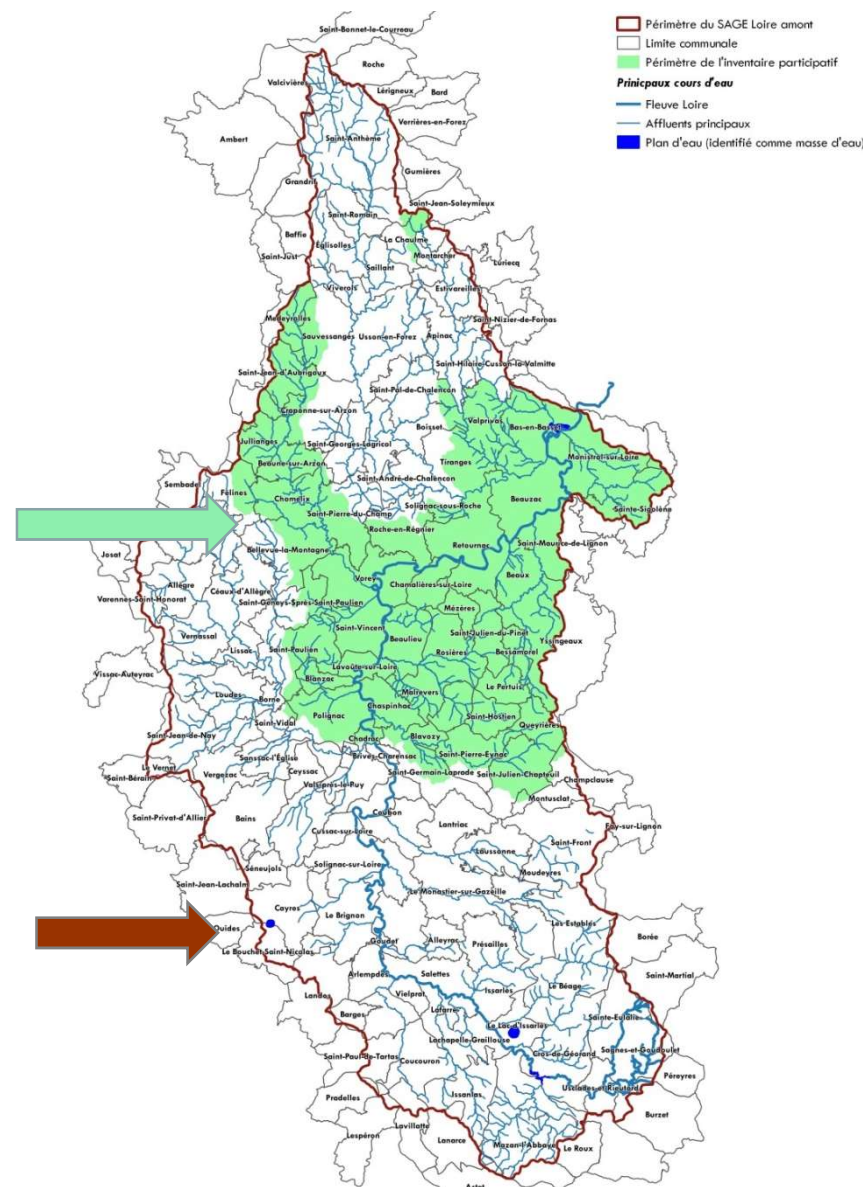 Périmètre du SAGE Loire amont
Limite communale
Périmètre de l'inventaire participatif
Prinicpaux cours d'eau
Fleuve Loire
Affluents principaux
Plan d'eau (identifié comme masse d'eau)
Saint-Bonnet-le-Courreau
Roche
Valcivière
Lérigneux
Bard
Verrières-en-Forez
Ambert
Saint-Anthème
Gumières
Grandrif
Saint-Jean-Soleymieux
Saint-Romain
Baffie
La Chaulme
Églisolles
Saint-Just
Montarcher
Luriecq
Saillant
Viverols
Estivareilles
Medeyrolles
Saint-Nizier-de-Fornas
Sauvessanges
Usson-en-Forez
Apinac
Saint-Hilaire-Cusson-la-Valmitte
Saint-Jean-d'Aubrigoux
Saint-Pal-de-Chalencon
Craponne-sur-Arzon
Valprivas
Bas-en-Basset
Boisset
Jullianges
Saint-Georges-Lagricol
Monistrol-sur-Loire
Beaune-sur-Arzon
Tiranges
Saint-André-de-Chalencon
Sembadel
Félines
Chomelix
Beauzac
Solignac-sous-Roche
Sainte-Sigolène
Saint-Pierre-du-Champ
Roche-en-Régnier
Saint-Maurice-de-Lignon
Retournac
Bellevue-la-Montagne
Josat
Vorey
Beaux
Allègre
Chamalières-sur-Loire
Céaux-d'Allègre
Varennes-Saint-Honorat
Saint-Geneys-Sprès-Saint-Paulien
Mézères
Saint-Vincent
Saint-Julien-du-Pinet
Vernassal
Beaulieu
Yssingeaux
Lissac
Saint-Paulien
Rosières
Bessamorel
Lavoûte-sur-Loire
Vissac-Auteyrac
Blanzac
Le Pertuis
Loudes
Borne
Malrevers
Chaspinhac
Polignac
Saint-Hostien
Saint-Vidal
Queyrières
Saint-Jean-de-Nay
Chadrac
Blavozy
Saint-Pierre-Eynac
Sanssac-l'Église
Brives-Charensac
Le Vernet
Saint-Bérain
Vergezac
Ceyssac
Saint-Germain-Laprade
Saint-Julien-Chapteuil
Champclause
Vals-près-le-Puy
Montusclat
Saint-Privat-d'Allier
Bains
Coubon
Cussac-sur-Loire
Lantriac
Fay-sur-Lignon
Saint-Front
Laussonne
Solignac-sur-Loire
Séneujols
Moudeyres
Saint-Jean-Lachalm
Le Monastier-sur-Gazeille
Cayres
Le Brignon
Les Estables
Ouides
Borée
Goudet
Alleyrac
Présailles
Le Bouchet-Saint-Nicolas
Saint-Martial
Arlempdes
Salettes
Landos
Vielprat
Issarlès
Le Béage
Barges
Lafarre
Sainte-Eulalie
Le Lac-d'Issarlès
Lachapelle-Graillouse
Saint-Paul-de-Tartas
Cros-de-Géorand
Sagnes-et-Goudoulet
Coucouron
Péreyres
Usclades-et-Rieutord
Issanlas
Pradelles
Burzet
Lavillatte
Lespéron
Lanarce
Mazan-l'Abbaye
Le Roux
Astet